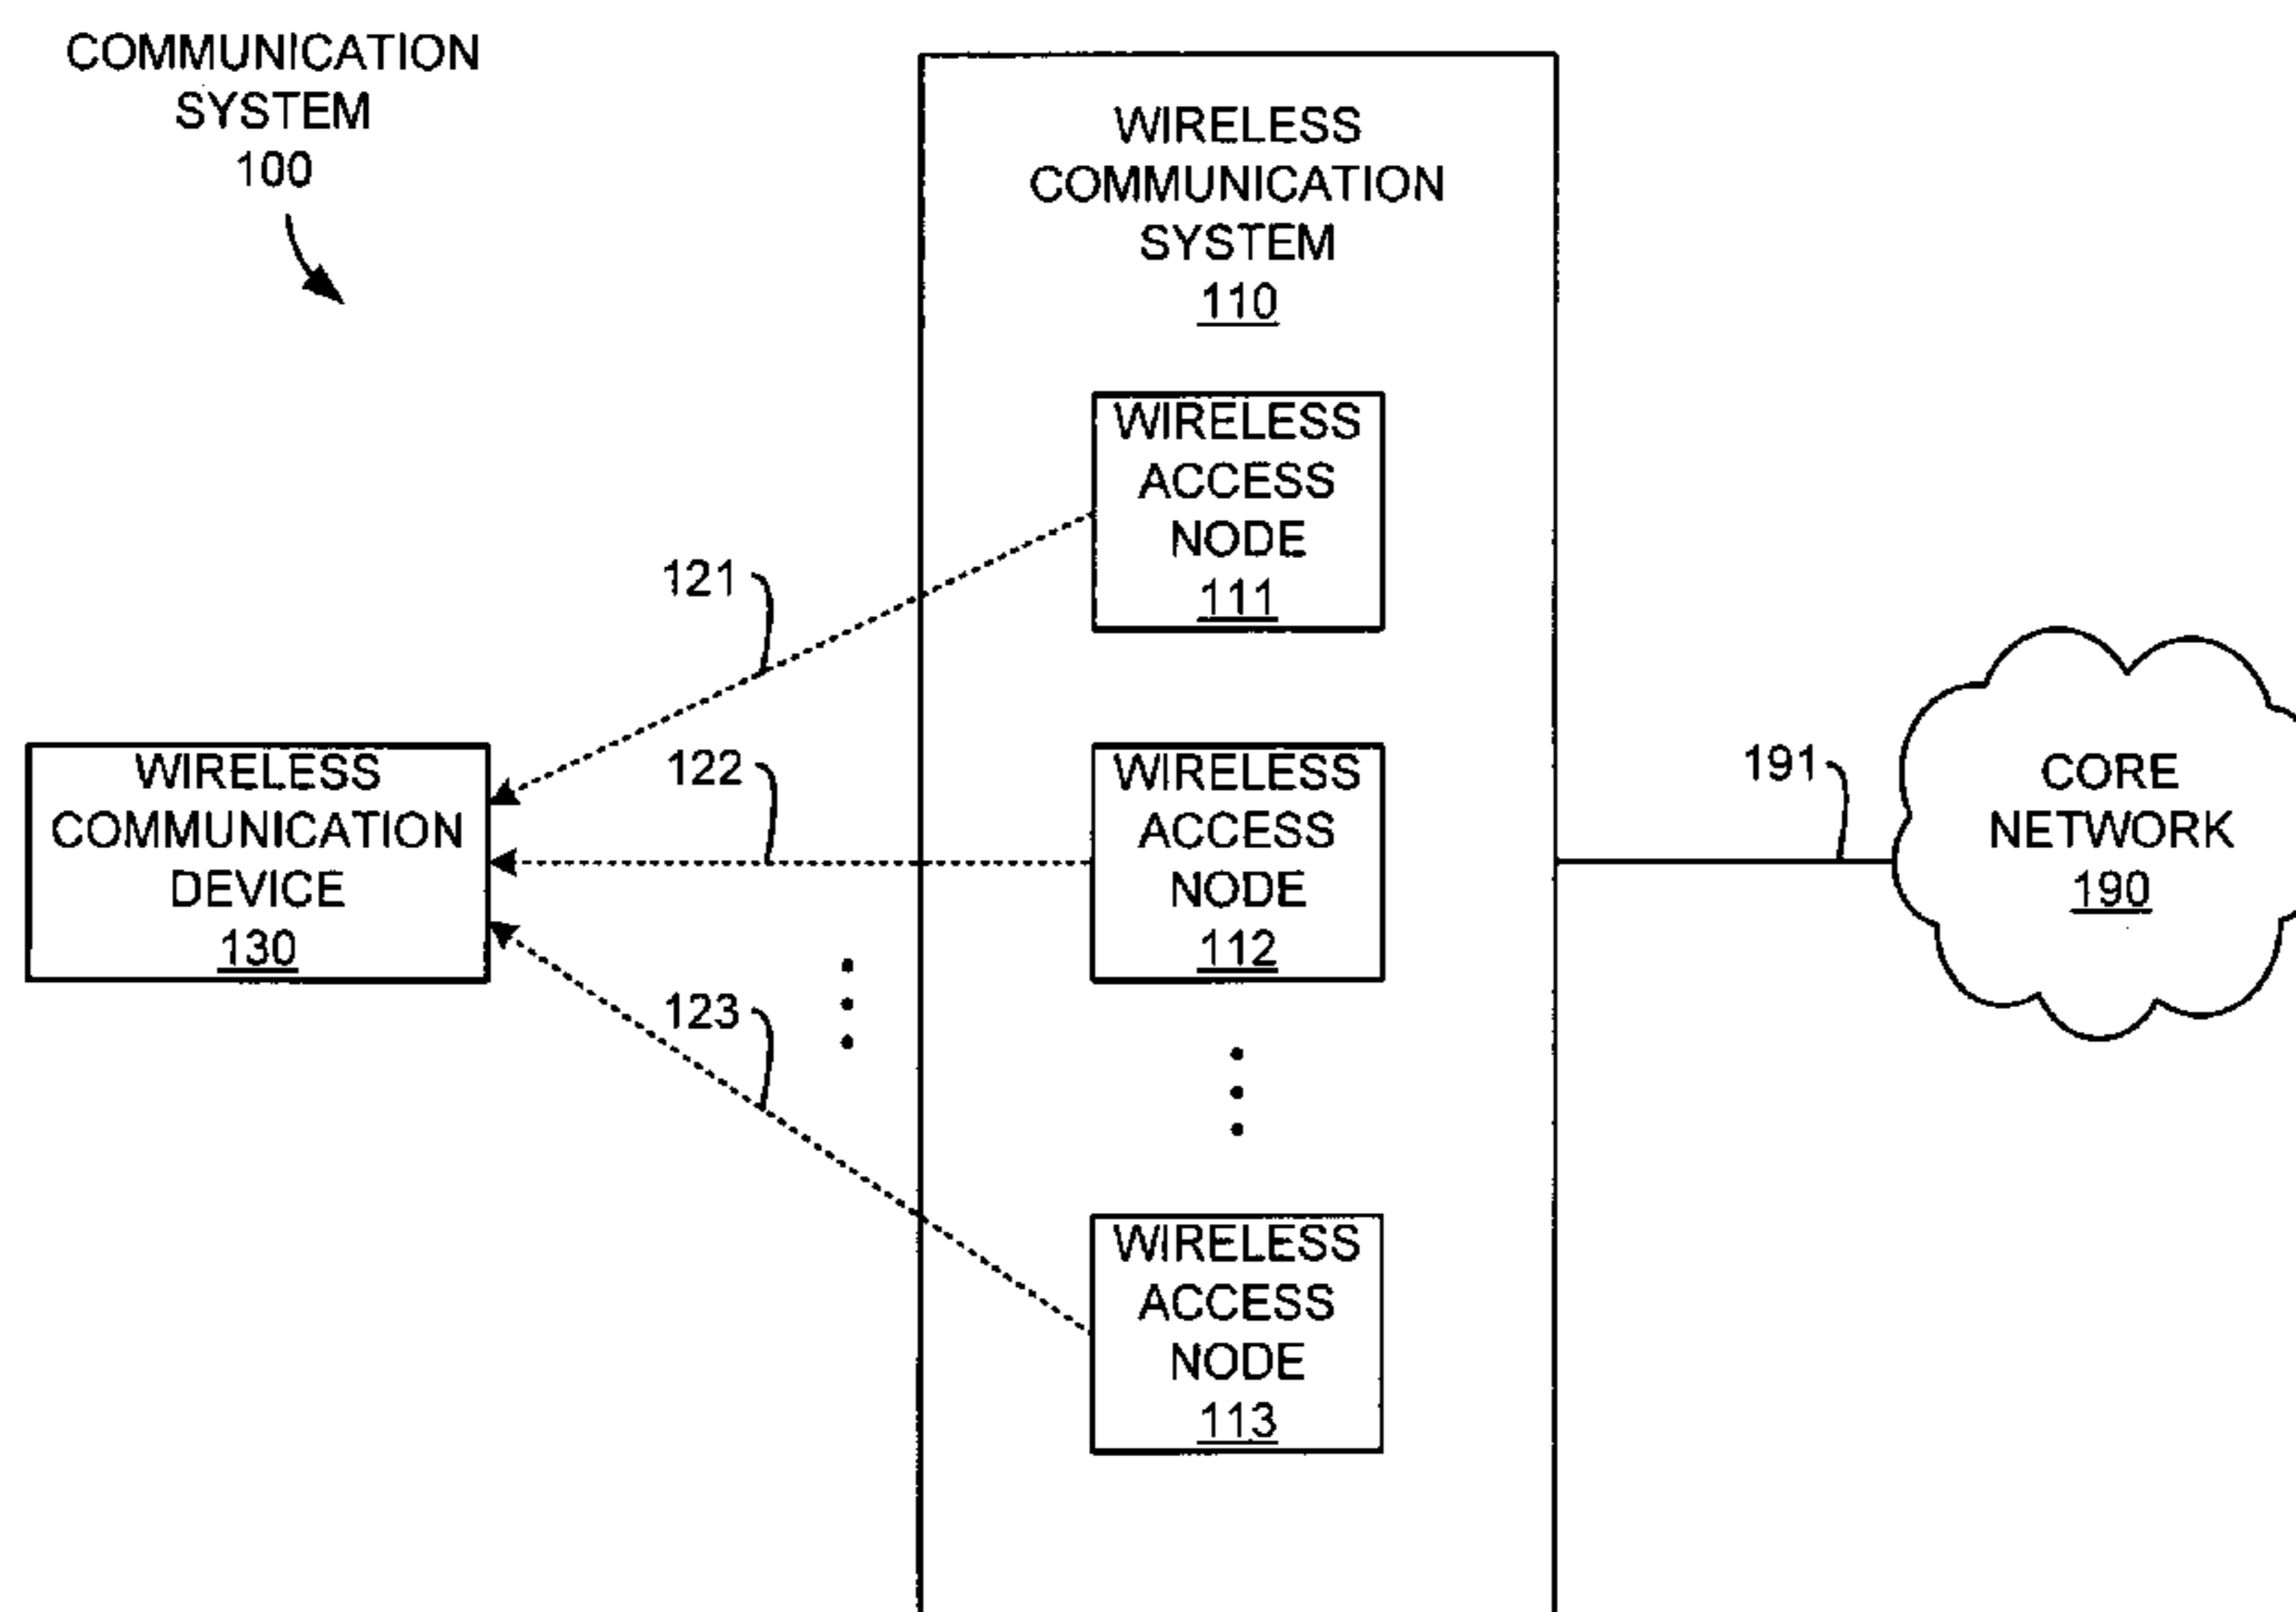 COMMUNICATION
SYSTEM
100
WIRELESS
COMMUNICATION
SYSTEM
110
WIRELESS
ACCESS
NODE
111
121
WIRELESS
COMMUNICATION
DEVICE
130
122
WIRELESS
ACCESS
NODE
112
191
CORE
NETWORK
190
123
WIRELESS
ACCESS
NODE
113